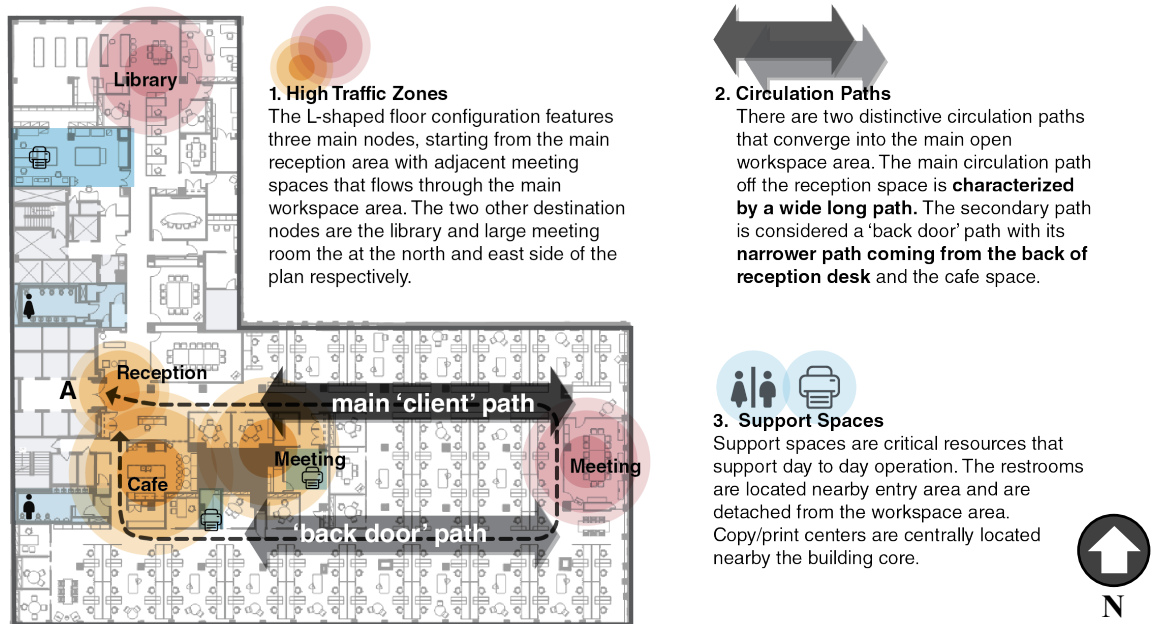 Library
A
Reception
main ‘client’ path
Meeting
Cafe
Meeting
‘back door’ path
1. High Traffic Zones
The L-shaped floor configuration features
three main nodes, starting from the main
reception area with adjacent meeting
spaces that flows through the main
workspace area. The two other destination
nodes are the library and large meeting
room the at the north and east side of the
plan respectively.
2. Circulation Paths
There are two distinctive circulation paths
that converge into the main open
workspace area. The main circulation path
off the reception space is characterized
by a wide long path. The secondary path
is considered a ‘back door’ path with its
narrower path coming from the back of
reception desk and the cafe space.
3. Support Spaces
Support spaces are critical resources that
support day to day operation. The restrooms
are located nearby entry area and are
detached from the workspace area.
Copy/print centers are centrally located
nearby the building core.
N